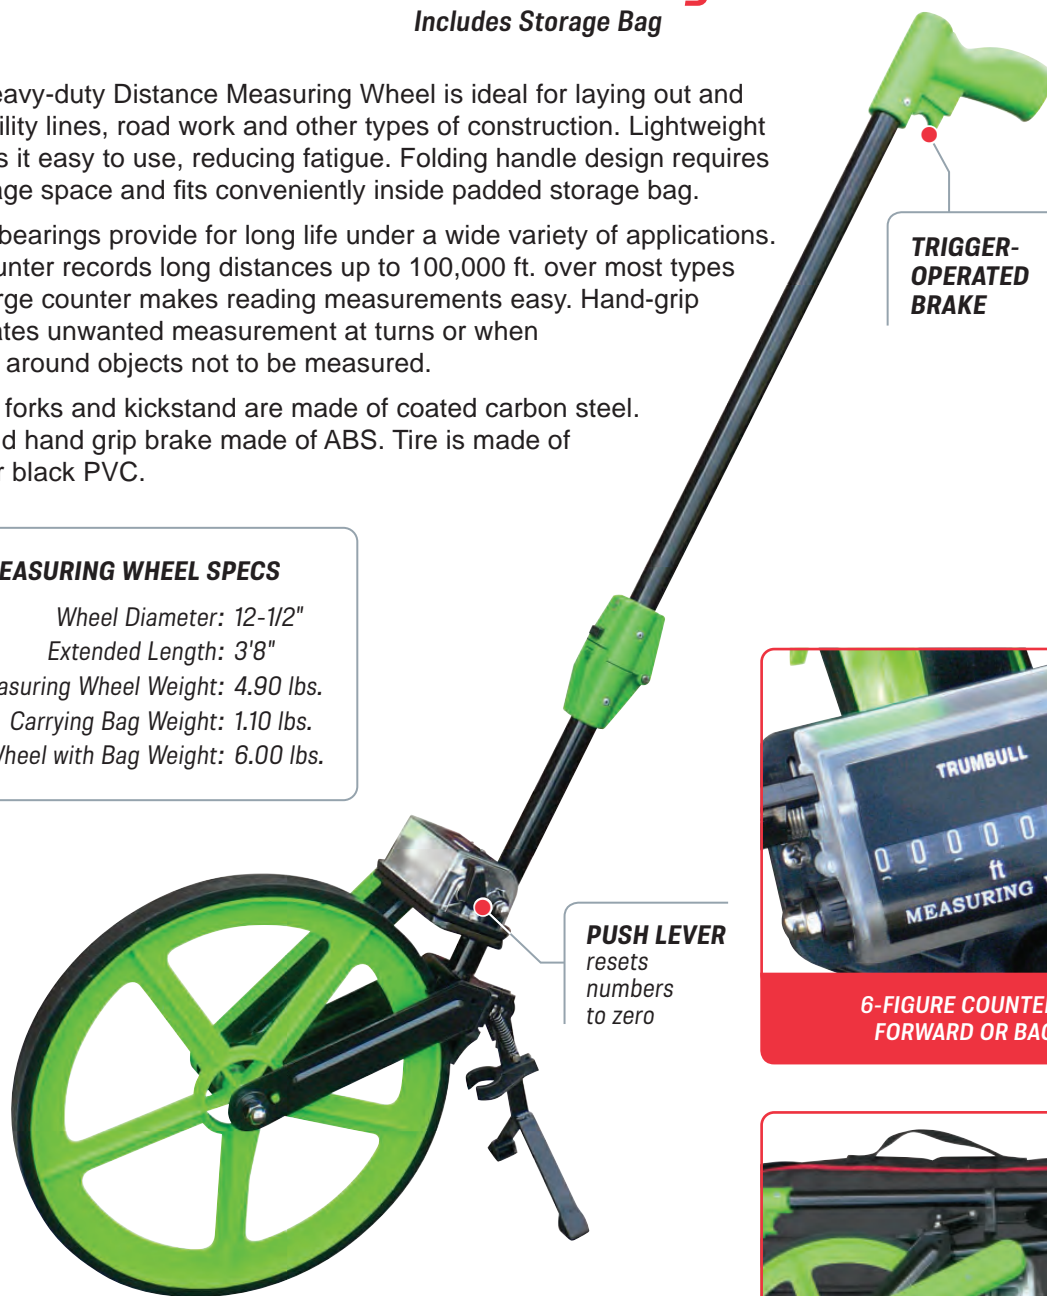 Includes Storage Bag
eavy-duty Distance Measuring Wheel is ideal for laying out and
ility lines, road work and other types of construction. Lightweight
s it easy to use, reducing fatigue. Folding handle design requires
age space and fits conveniently inside padded storage bag.
bearings provide for long life under a wide variety of applications.
unter records long distances up to 100,000 ft. over most types
rge counter makes reading measurements easy. Hand-grip
ates unwanted measurement at turns or when
around objects not to be measured.
forks and kickstand are made of coated carbon steel.
d hand grip brake made of ABS. Tire is made of
r black PVC.
TRIGGER-
OPERATED
BRAKE
EASURING WHEEL SPECS
Wheel Diameter: 12-1/2"
Extended Length: 3'8"
asuring Wheel Weight: 4.90 lbs.
Carrying Bag Weight: 1.10 lbs.
Wheel with Bag Weight: 6.00 lbs.
PUSH LEVER
resets
numbers
to zero
TRUMBULL
0 0 0 0 0
ft
MEASURING
6-FIGURE COUNTE
FORWARD OR BA